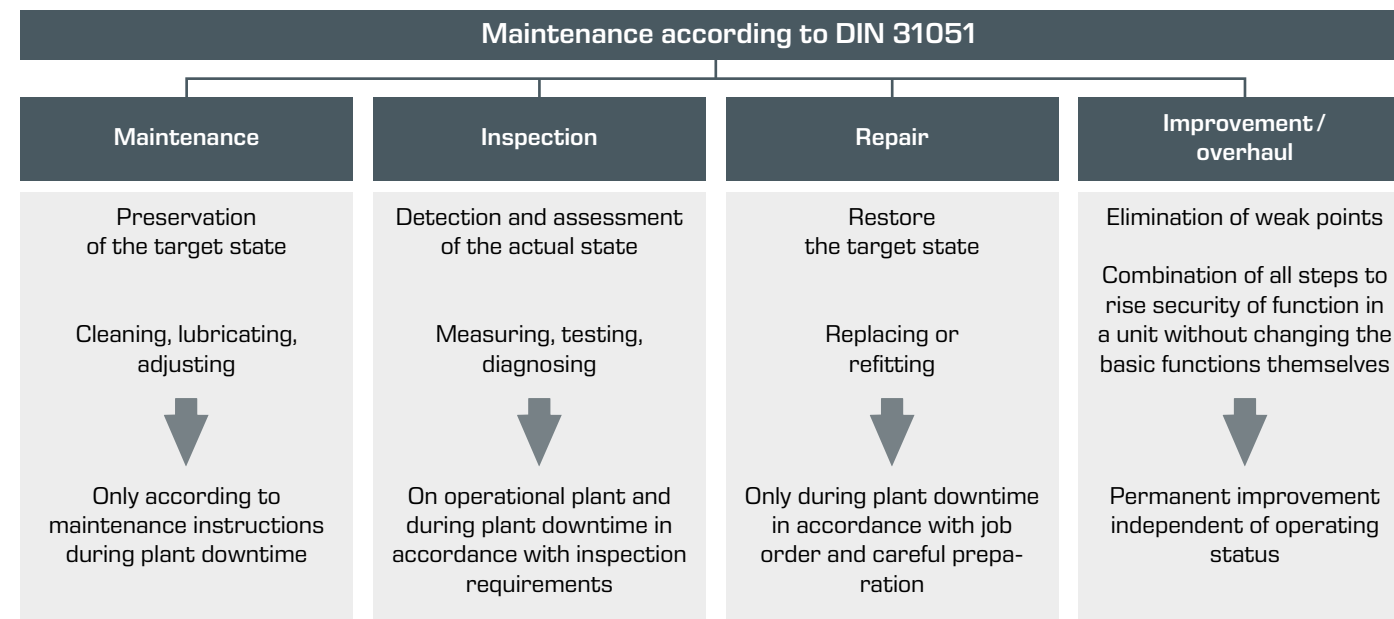 Maintenance according to DIN 31051
Maintenance
Preservation
of the target state
Cleaning, lubricating,
adjusting
Only according to
maintenance instructions
during plant downtime
Inspection
Detection and assessment
of the actual state
Measuring, testing,
diagnosing
On operational plant and
during plant downtime in
accordance with inspection
requirements
Repair
Restore
the target state
Replacing or
refitting
Only during plant downtime
in accordance with job
order and careful prepa-
ration
Improvement /
overhaul
Elimination of weak points
Combination of all steps to
rise security of function in
a unit without changing the
basic functions themselves
Permanent improvement
independent of operating
status